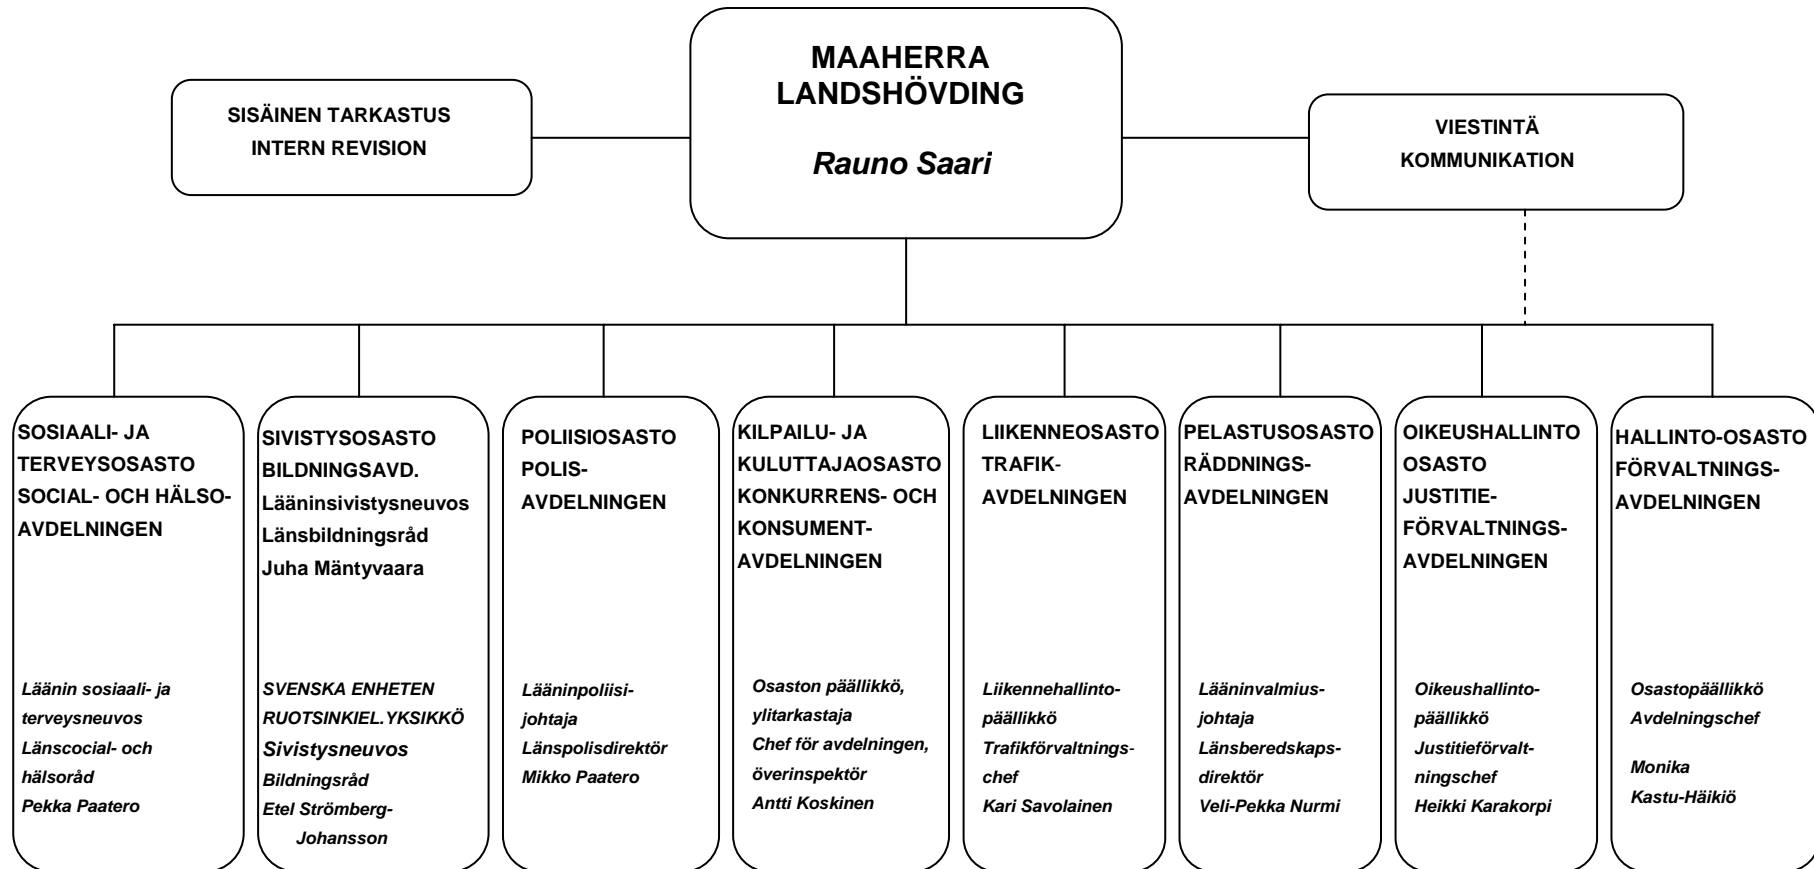 MAAHERRA
LANDSHÖVDING
Rauno Saari
SISÄINEN TARKASTUS
INTERN REVISION
VIESTINTÄ
KOMMUNIKATION
SOSIAALI- JA
TERVEYSOSASTO
SOCIAL- OCH HÄLSO-
AVDELNINGEN
Läänin sosiaali- ja
terveysneuvos
Länscocial- och
hälsoråd
Pekka Paatero
SIVISTYSOSASTO
BILDNINGSAVD.
Lääninsivistysneuvos
Länsbildningsråd
Juha Mäntyvaara
SVENSKA ENHETEN
RUOTSINKIEL.YKSIKKÖ
Sivistysneuvos
Bildningsråd
Etel Strömberg-
Johansson
POLIISIOSASTO
POLIS-
AVDELNINGEN
Lääninpoliisi-
johtaja
Länspolisdirektör
Mikko Paatero
KILPAILU- JA
KULUTTAJAOSASTO
KONKURRENS- OCH
KONSUMENT-
AVDELNINGEN
Osaston päällikkö,
ylitarkastaja
Chef för avdelningen,
överinspektör
Antti Koskinen
LIIKENNEOSASTO
TRAFIK-
AVDELNINGEN
Liikennehallinto-
päällikkö
Trafikförvaltnings-
chef
Kari Savolainen
PELASTUSOSASTO
RÄDDNINGS-
AVDELNINGEN
Lääninvalmius-
johtaja
Länsberedskaps-
direktör
Veli-Pekka Nurmi
OIKEUSHALLINTO
OSASTO
JUSTITIE-
FÖRVALTNINGS-
AVDELNINGEN
Oikeushallinto-
päällikkö
Justitieförvalt-
ningschef
Heikki Karakorpi
HALLINTO-OSASTO
FÖRVALTNINGS-
AVDELNINGEN
Osastopäällikkö
Avdelningschef
Monika
Kastu-Häikiö